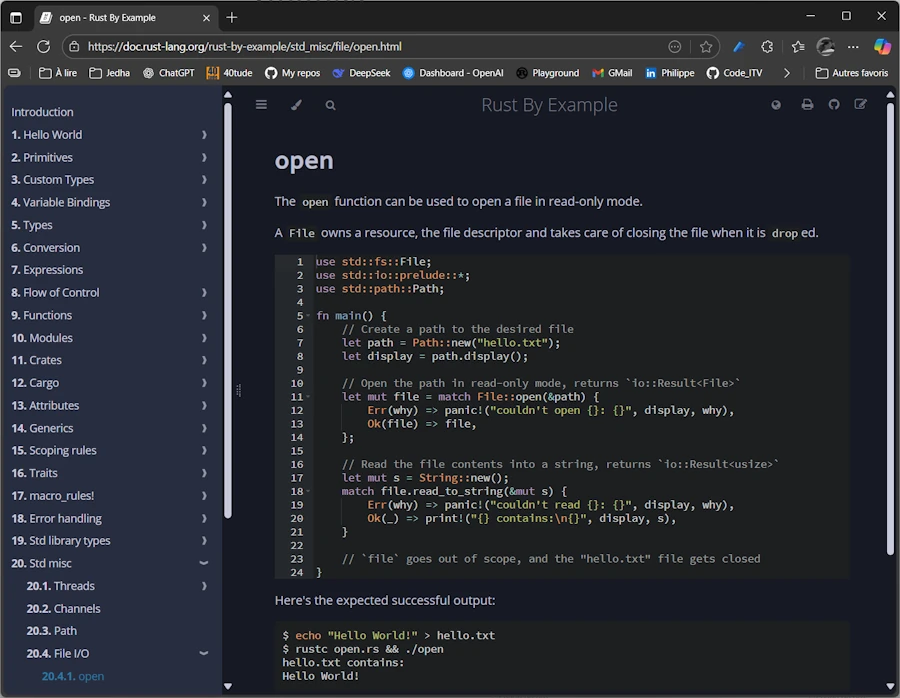 open - Rust By Example
https://doc.rust-lang.org/rust-by-example/std_misc/file/open.html
À lire
Jedha
ChatGPT
40tude
My repos
DeepSeek
Dashboard - OpenAI
Playground
GMail
Philippe
Code_ITV
Autres favoris
Introduction
1. Hello World
2. Primitives
3. Custom Types
4. Variable Bindings
5. Types
6. Conversion
7. Expressions
8. Flow of Control
9. Functions
10. Modules
11. Crates
12. Cargo
13. Attributes
14. Generics
15. Scoping rules
16. Traits
17. macro_rules!
18. Error handling
19. Std library types
20. Std misc
20.1. Threads
20.2. Channels
20.3. Path
20.4. File I/O
20.4.1. open
Rust By Example
open
The open function can be used to open a file in read-only mode.
A File owns a resource, the file descriptor and takes care of closing the file when it is drop ed.
1 use std::fs::File;
2 use std::io::prelude::*;
3 use std::path::Path;
4
5 fn main() {
6     // Create a path to the desired file
7     let path = Path::new("hello.txt");
8     let display = path.display();
9
10     // Open the path in read-only mode, returns `io::Result<File>`
11     let mut file = match File::open(&path) {
12         Err(why) => panic!("couldn't open {}: {}", display, why),
13         Ok(file) => file,
14     };
15
16     // Read the file contents into a string, returns `io::Result<usize>`
17     let mut s = String::new();
18     match file.read_to_string(&mut s) {
19         Err(why) => panic!("couldn't read {}: {}", display, why),
20         Ok(_) => print!("{} contains:\n{}", display, s),
21     }
22
23     // `file` goes out of scope, and the "hello.txt" file gets closed
24 }
Here's the expected successful output:
$ echo "Hello World!" > hello.txt
$ rustc open.rs && ./open
hello.txt contains:
Hello World!